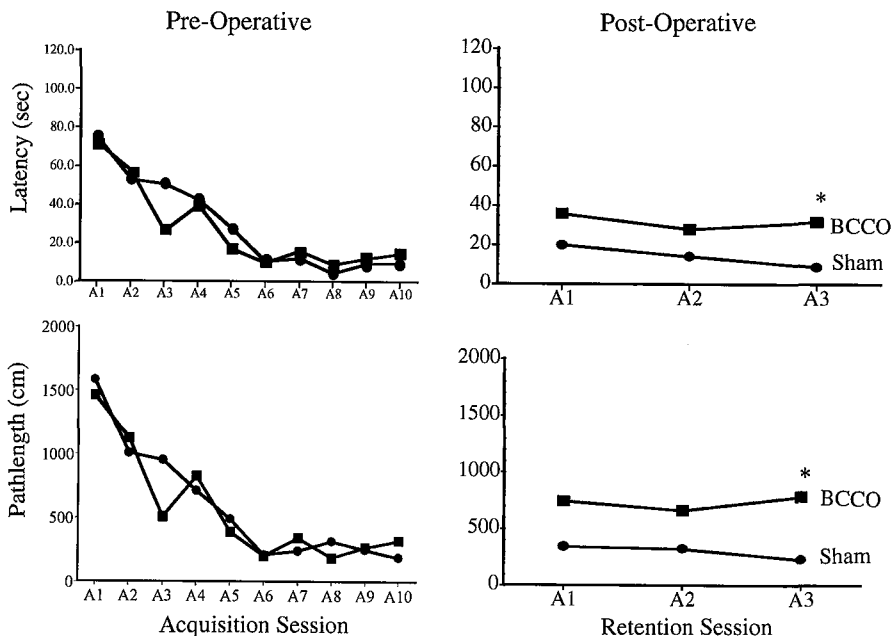 Pre-Operative
Post-Operative
Latency (sec)
120.0
100.0
80.0
60.0
40.0
20.0
0.0
A1 A2 A3 A4 A5 A6 A7 A8 A9 A10
120
100
80
60
40
20
0
*
BCCO
Sham
A1 A2 A3
Pathlength (cm)
2000
1500
1000
500
0
A1 A2 A3 A4 A5 A6 A7 A8 A9 A10
Acquisition Session
2000
1500
1000
500
0
*
BCCO
Sham
A1 A2 A3
Retention Session